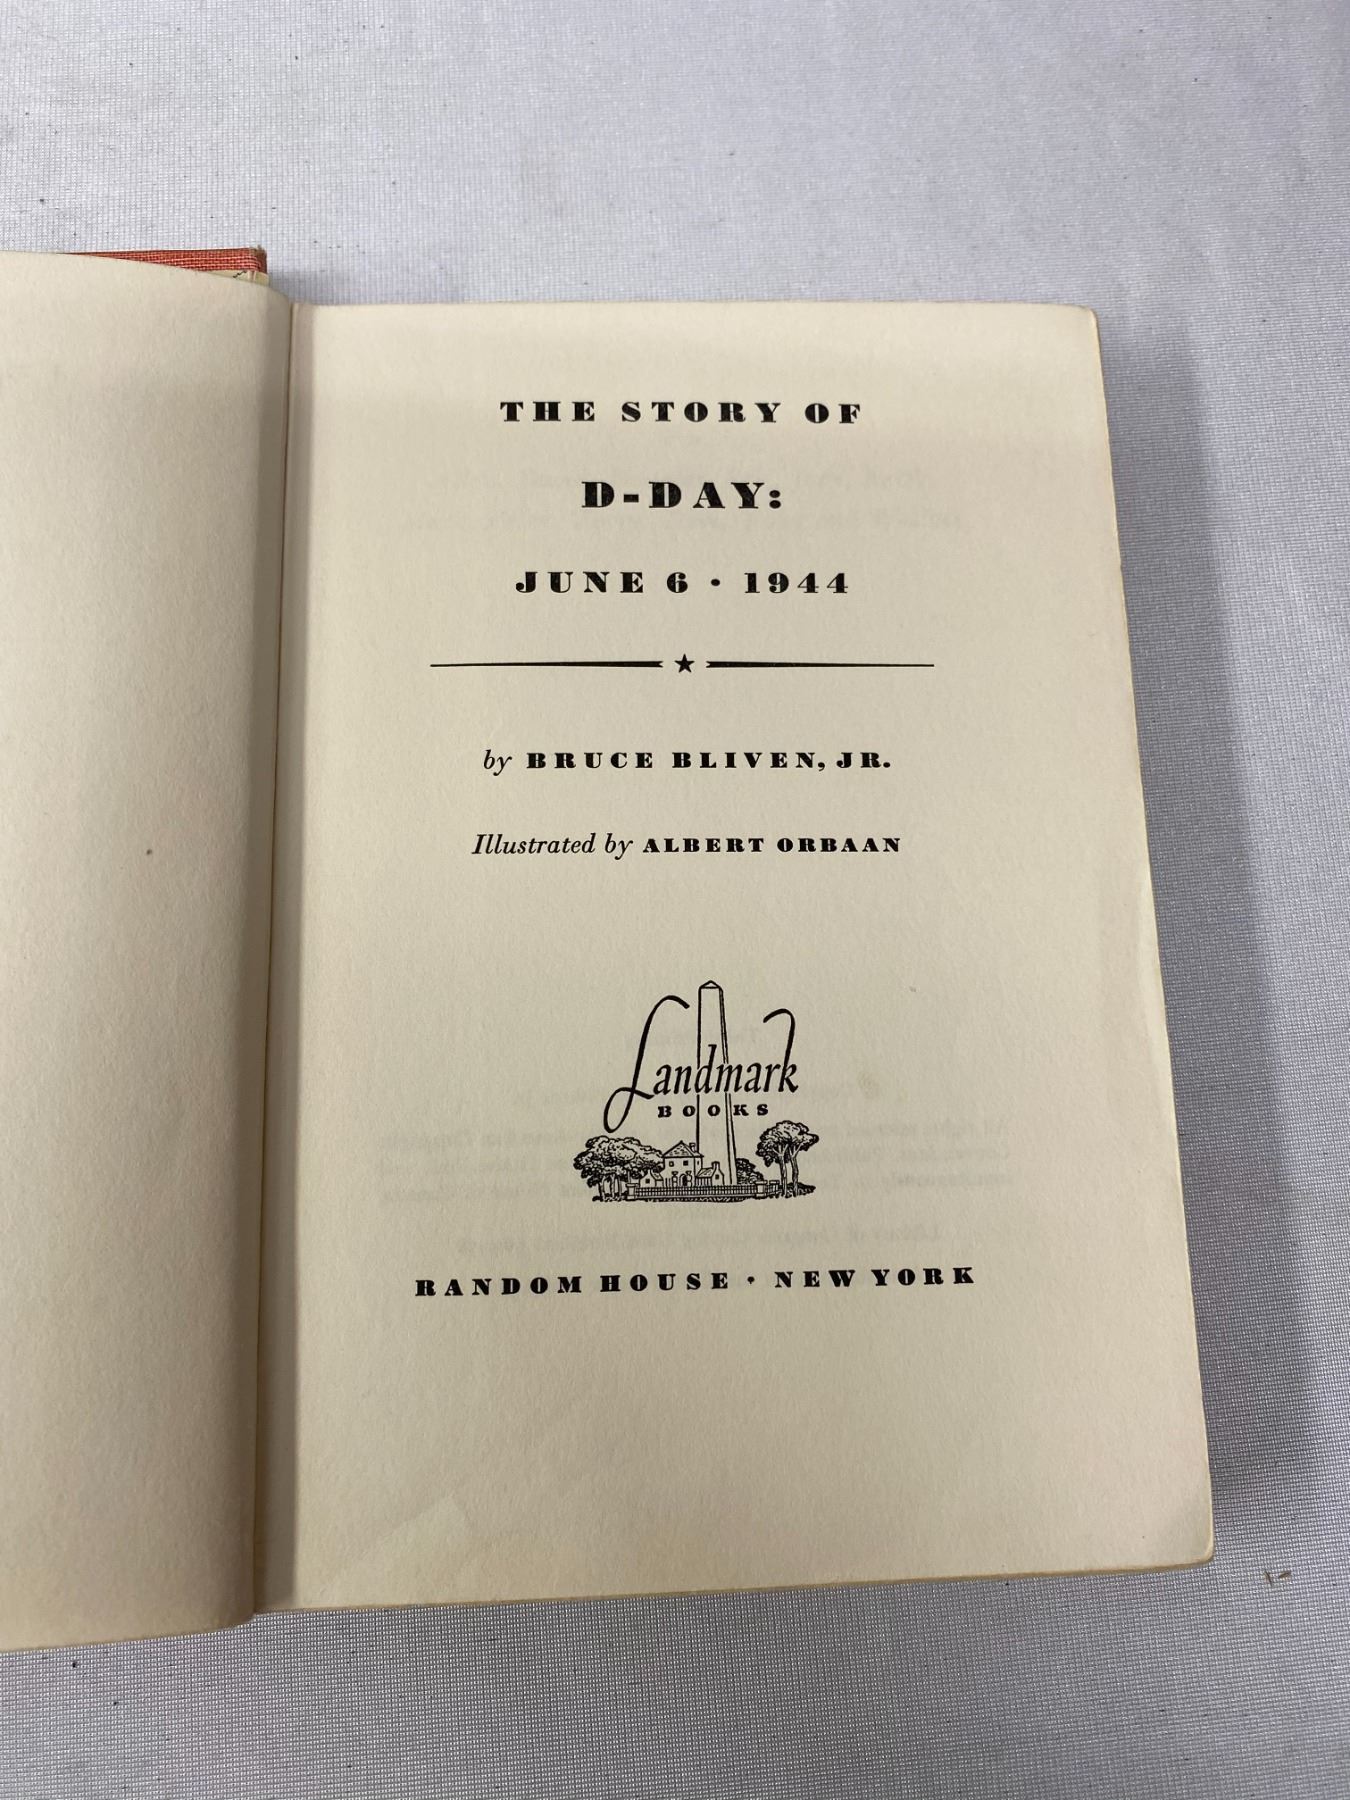 THE STORY OF
D-DAY:
JUNE 6 · 1944
by BRUCE BLIVEN, JR.
Illustrated by ALBERT ORBAAN
Landmark
BOOKS
RANDOM HOUSE · NEW YORK